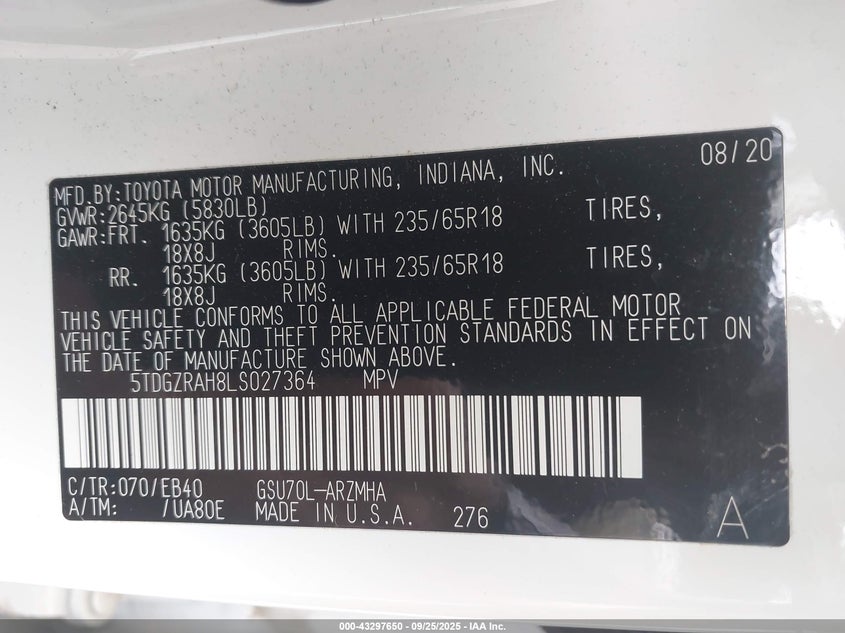 08/20
MFD.BY:TOYOTA MOTOR MANUFACTURING, INDIANA, INC.
GVWR:2645KG (5830LB)
GAWR:FRT. 1635KG (3605LB) WITH 235/65R18 TIRES,
18X8J RIMS.
RR. 1635KG (3605LB) WITH 235/65R18 TIRES,
18X8J RIMS.
THIS VEHICLE CONFORMS TO ALL APPLICABLE FEDERAL MOTOR
VEHICLE SAFETY AND THEFT PREVENTION STANDARDS IN EFFECT ON
THE DATE OF MANUFACTURE SHOWN ABOVE.
5TDGZRAH8LS027364 MPV
C/TR:070/EB40 GSU70L-ARZMHA
A/TM: /UA80E MADE IN U.S.A. 276 A
000-43297650 - 09/25/2025 - IAA Inc.